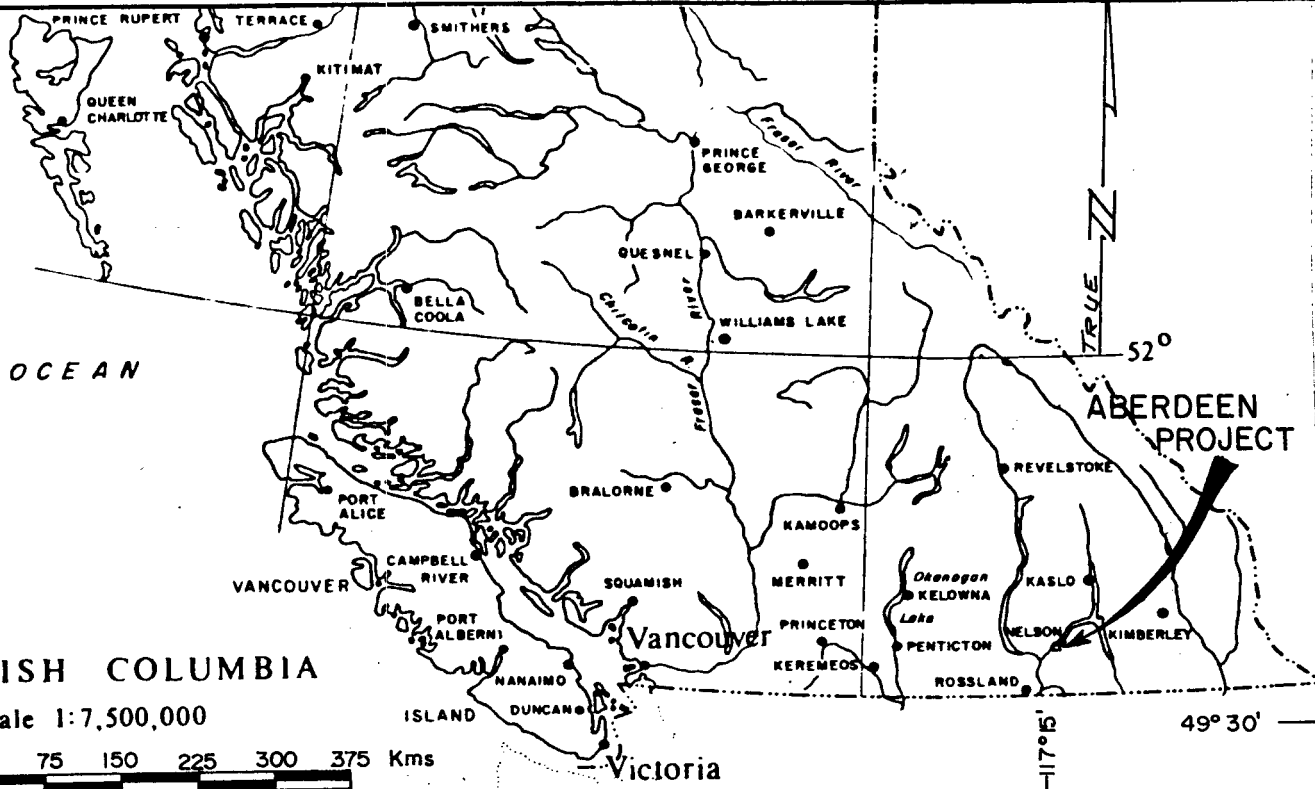 PRINCE RUPERT
TERRACE
SMITHERS
KITIMAT
QUEEN
CHARLOTTE
PRINCE
GEORGE
Fraser River
BARKERVILLE
QUESNEL
BELLA
COOLA
Chilcotin R.
Fraser River
WILLIAMS LAKE
TRUE
N
52°
OCEAN
ABERDEEN
PROJECT
REVELSTOKE
BRALORNE
PORT
ALICE
KAMOOPS
CAMPBELL
RIVER
VANCOUVER
SQUAMISH
MERRITT
Okanagan
KELOWNA
Lake
KASLO
PORT
ALBERNI
Vancouver
PRINCETON
PENTICTON
NELSON
KIMBERLEY
KEREMEOS
ISH COLUMBIA
NANAIMO
ROSSLAND
ale 1:7,500,000
ISLAND
DUNCAN
117°15'
49°30'
75 150 225 300 375 Kms
Victoria